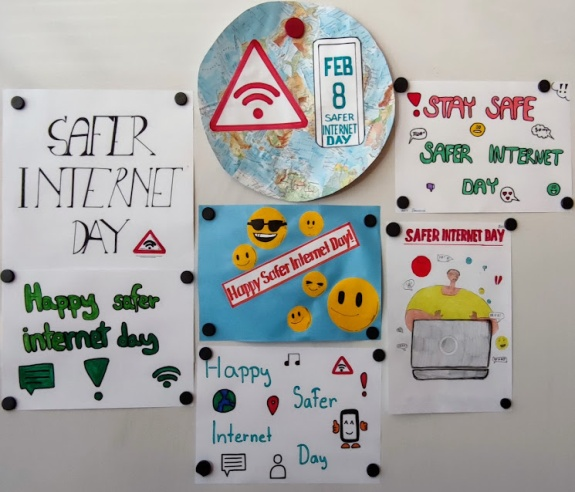 SAFER
INTERNET
DAY
FEB
8
SAFER
INTERNET
DAY
STAY SAFE
SAFER INTERNET
DAY
Happy Safer Internet Day!
SAFER INTERNET DAY
Happy safer
internet day
Happy
Safer
Internet
Day